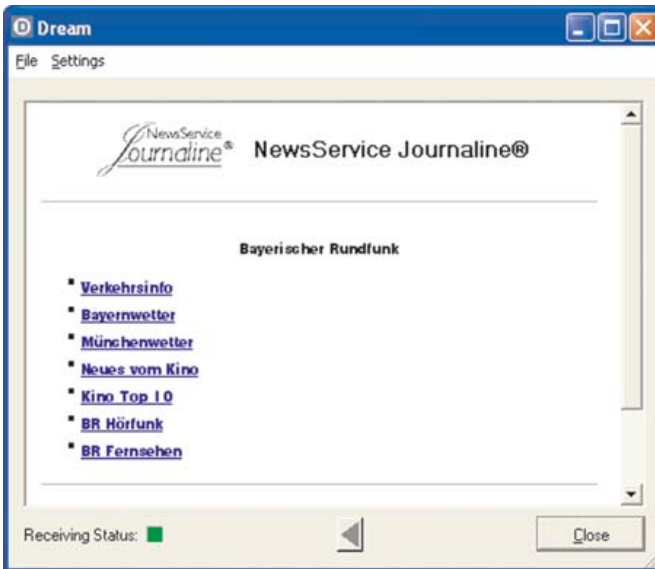 D Dream
File Settings
NewsService
Journaline® NewsService Journaline®
Bayerischer Rundfunk
Verkehrsinfo
Bayernwetter
Münchenwetter
Neues vom Kino
Kino Top 10
BR Hörfunk
BR Fernsehen
Receiving Status: Close